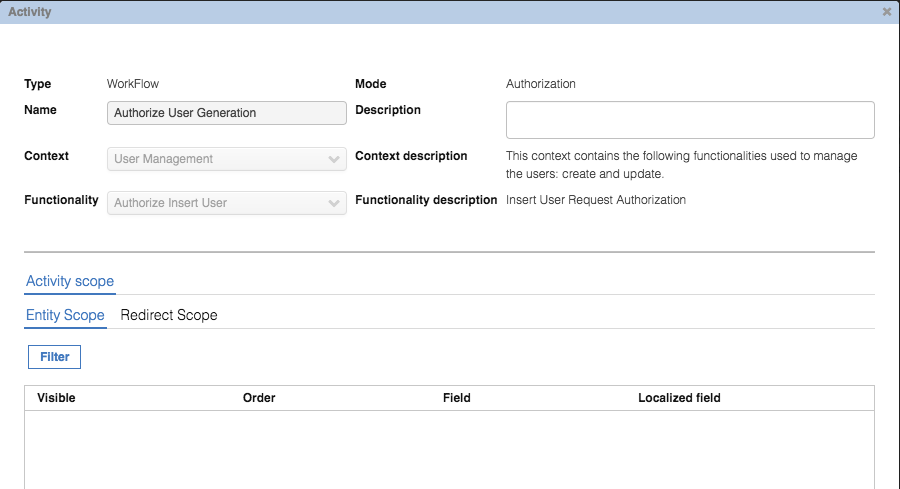 Activity
Type WorkFlow Mode Authorization
Name Authorize User Generation Description
Context User Management Context description This context contains the following functionalities used to manage
the users: create and update.
Functionality Authorize Insert User Functionality description Insert User Request Authorization
Activity scope
Entity Scope Redirect Scope
Filter
Visible Order Field Localized field